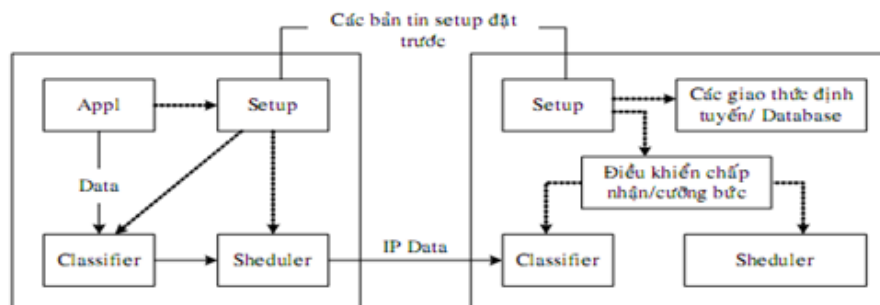 Các bản tin setup đặt
trước
Appl
Setup
Setup
Các giao thức định
tuyến/ Database
Data
Điều khiển chấp
nhận/cưỡng bức
Classifier
Sheduler
IP Data
Classifier
Sheduler